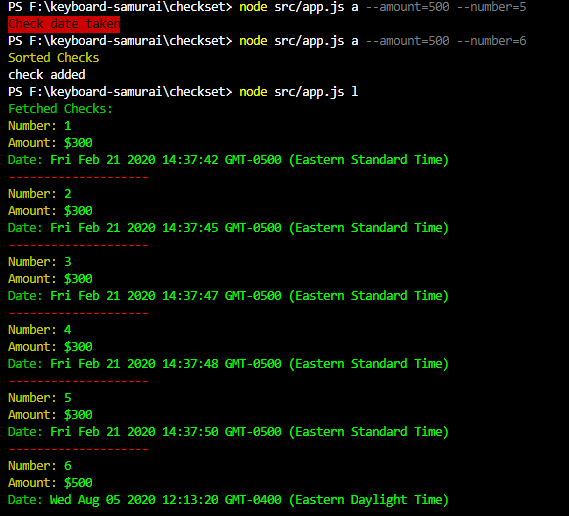 PS F:\keyboard-samurai\checkset> node src/app.js a --amount=500 --number=5
Check date taken
PS F:\keyboard-samurai\checkset> node src/app.js a --amount=500 --number=6
Sorted Checks
check added
PS F:\keyboard-samurai\checkset> node src/app.js l
Fetched Checks:
Number: 1
Amount: $300
Date: Fri Feb 21 2020 14:37:42 GMT-0500 (Eastern Standard Time)
--------------------
Number: 2
Amount: $300
Date: Fri Feb 21 2020 14:37:45 GMT-0500 (Eastern Standard Time)
--------------------
Number: 3
Amount: $300
Date: Fri Feb 21 2020 14:37:47 GMT-0500 (Eastern Standard Time)
--------------------
Number: 4
Amount: $300
Date: Fri Feb 21 2020 14:37:48 GMT-0500 (Eastern Standard Time)
--------------------
Number: 5
Amount: $300
Date: Fri Feb 21 2020 14:37:50 GMT-0500 (Eastern Standard Time)
--------------------
Number: 6
Amount: $500
Date: Wed Aug 05 2020 12:13:20 GMT-0400 (Eastern Daylight Time)